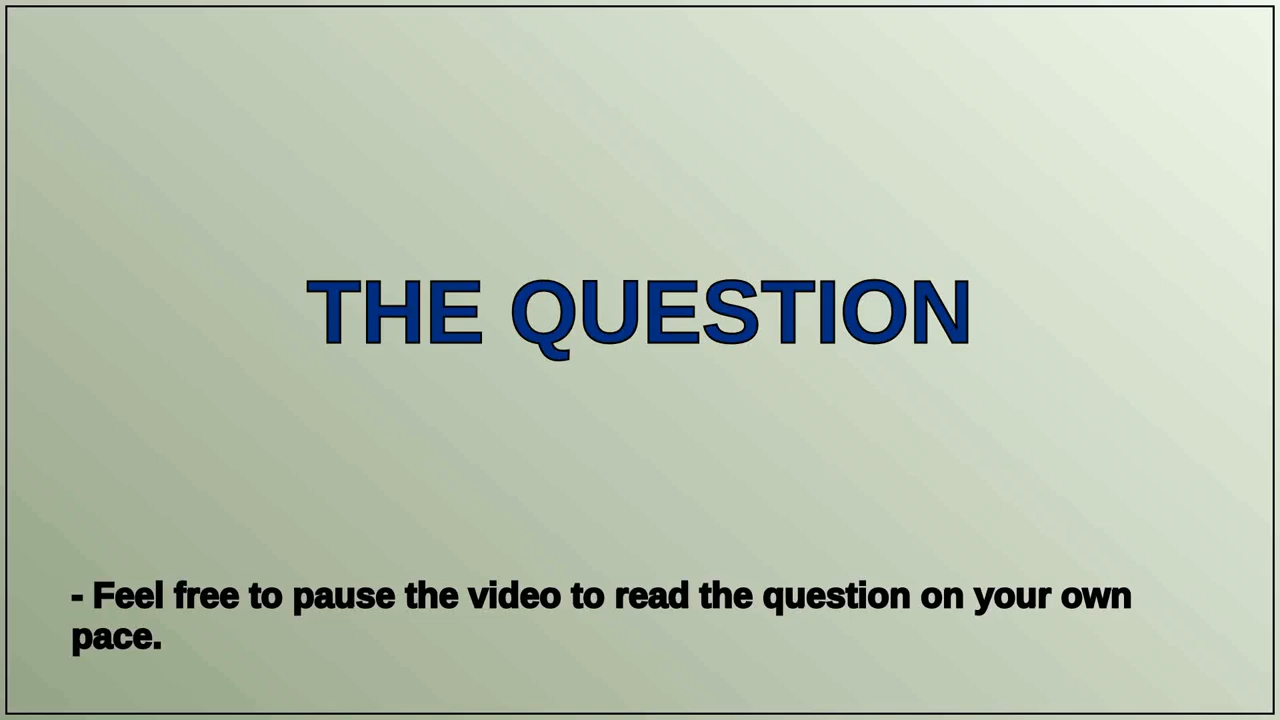 THE QUESTION
- Feel free to pause the video to read the question on your own
pace.